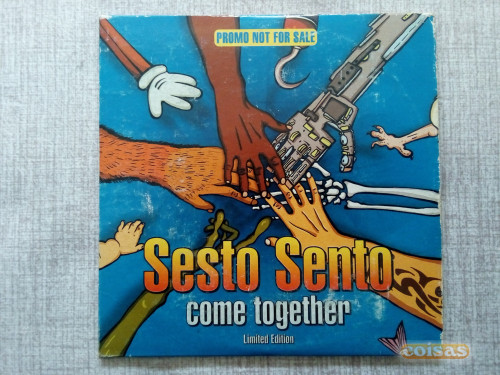 PROMO NOT FOR SALE
Sesto Sento
come together
Limited Edition
coisas